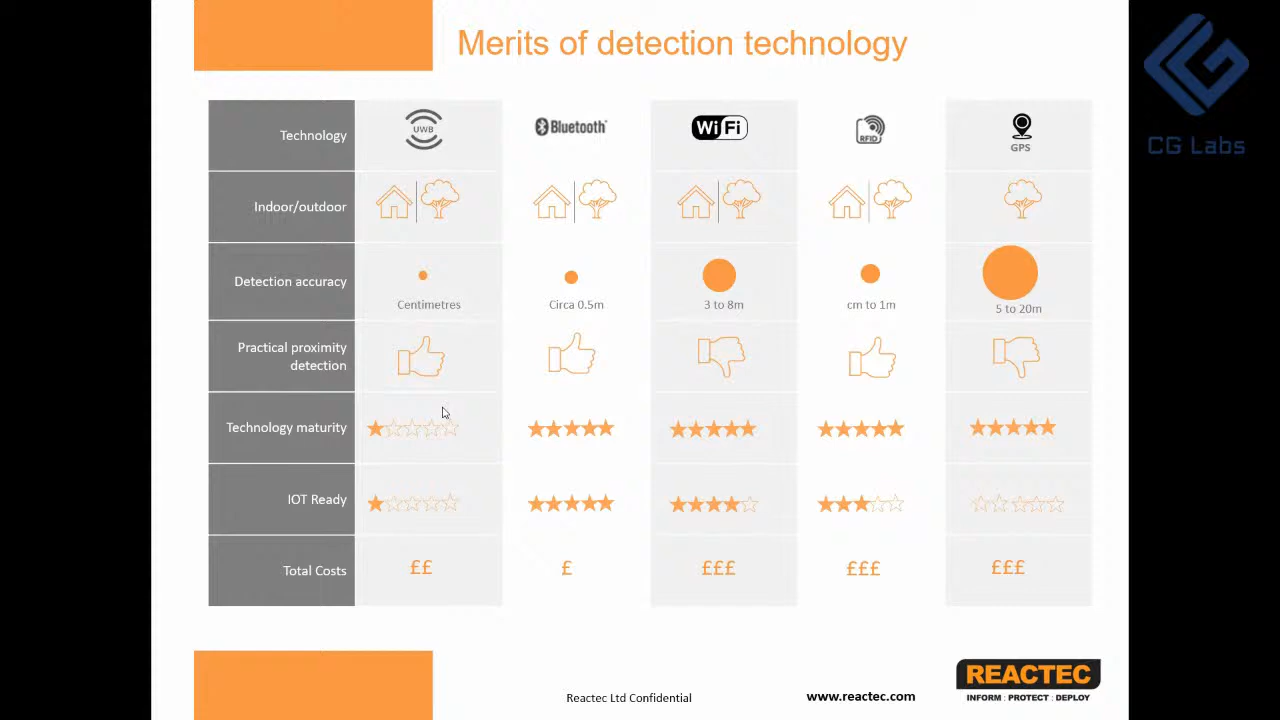 Merits of detection technology
CG Labs
Technology
UWB
Bluetooth
WiFi
RFID
GPS
Indoor/outdoor
Detection accuracy
Centimetres
Circa 0.5m
3 to 8m
cm to 1m
5 to 20m
Practical proximity
detection
Technology maturity
IOT Ready
Total Costs
££
£
£££
£££
£££
Reactec Ltd Confidential
www.reactec.com
REACTEC
INFORM : PROTECT : DEPLOY